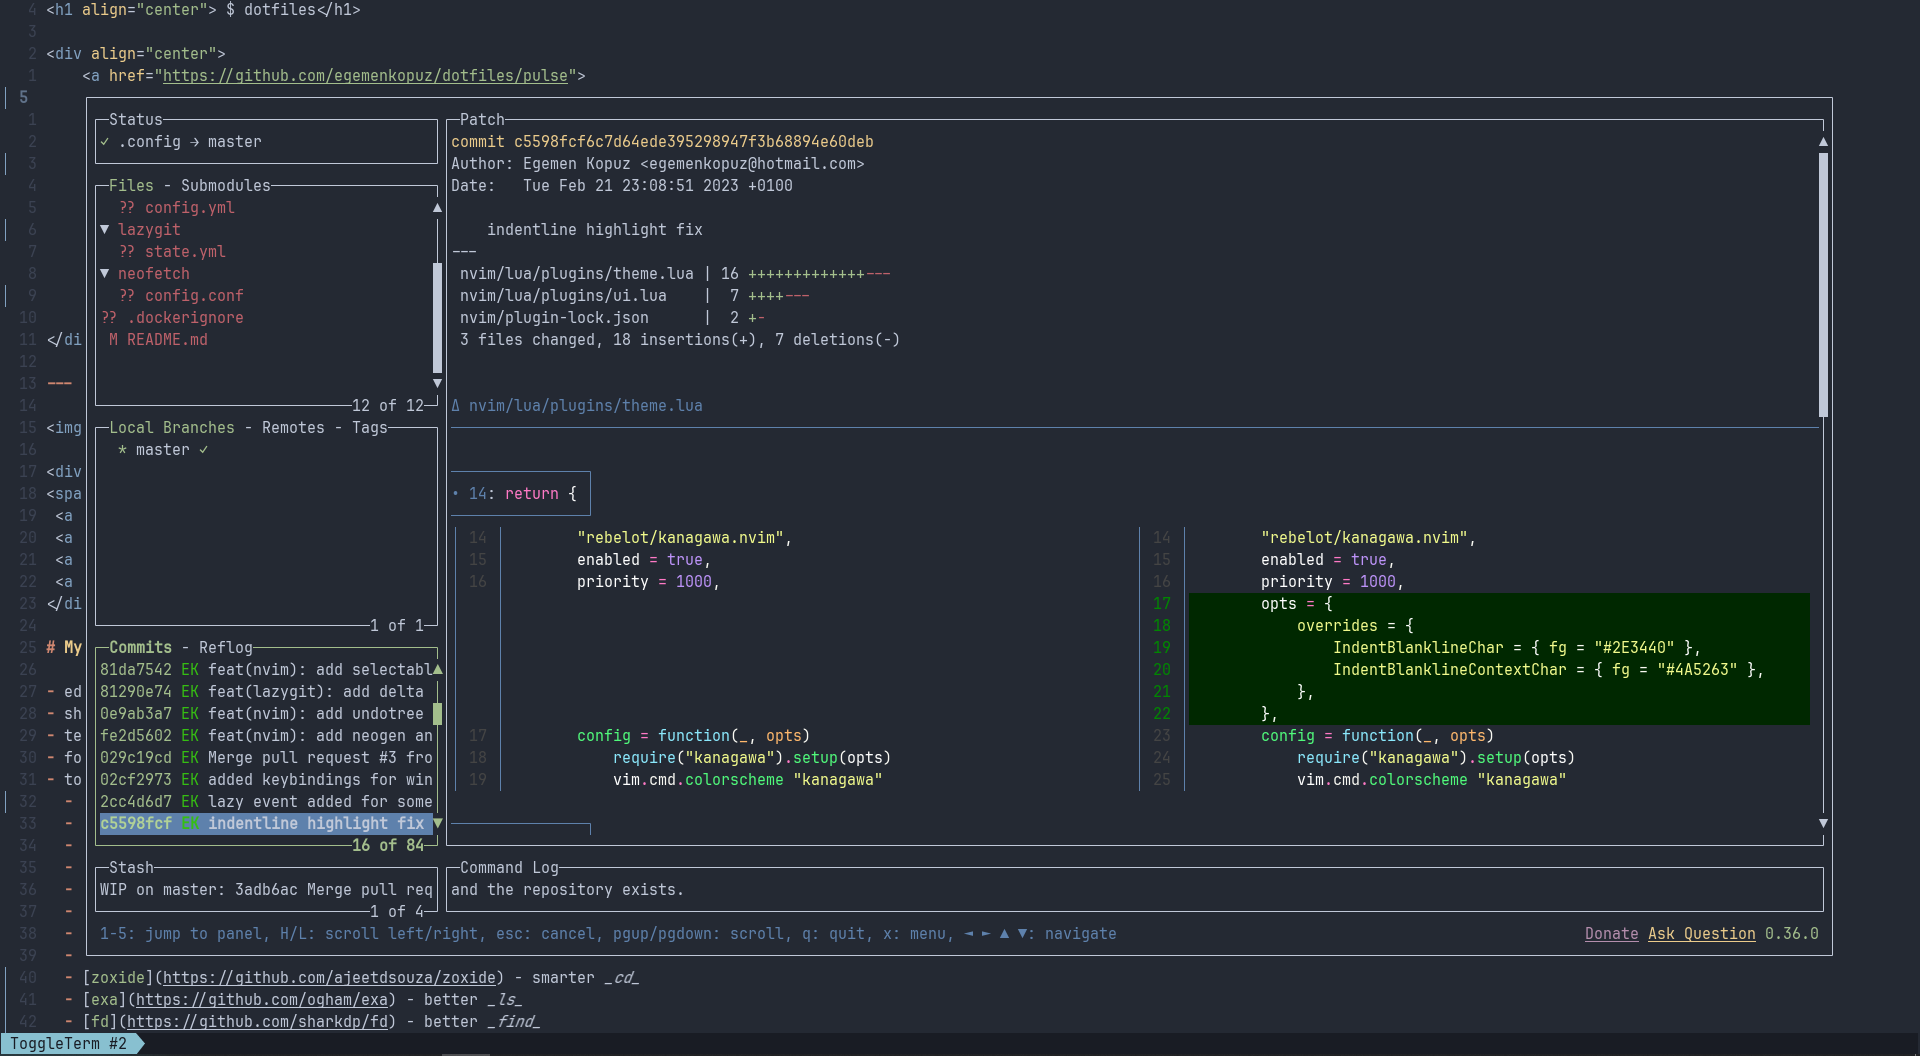 4 <h1 align="center"> $ dotfiles</h1>
3
2 <div align="center">
1 <a href="https://github.com/egemenkopuz/dotfiles/pulse">
5
1
2
3
4
5
6
7
8
9
10
11 </di
12
13 ---
14
15 <img
16
17 <div
18 <spa
19 <a
20 <a
21 <a
22 <a
23 </di
24
25 # My
26
27 - ed
28 - sh
29 - te
30 - fo
31 - to
32 -
33 -
34 -
35 -
36 -
37 -
38 -
39 -
Status
✓ .config → master
Files - Submodules
?? config.yml
▼ lazygit
?? state.yml
▼ neofetch
?? config.conf
?? .dockerignore
M README.md
12 of 12
Local Branches - Remotes - Tags
* master ✓
1 of 1
Commits - Reflog
81da7542 EK feat(nvim): add selectabl
81290e74 EK feat(lazygit): add delta
0e9ab3a7 EK feat(nvim): add undotree
fe2d5602 EK feat(nvim): add neogen an
029c19cd EK Merge pull request #3 fro
02cf2973 EK added keybindings for win
2cc4d6d7 EK lazy event added for some
c5598fcf EK indentline highlight fix
16 of 84
Stash
WIP on master: 3adb6ac Merge pull req
1 of 4
Patch
commit c5598fcf6c7d64ede395298947f3b68894e60deb
Author: Egemen Kopuz <egemenkopuz@hotmail.com>
Date:   Tue Feb 21 23:08:51 2023 +0100
indentline highlight fix
---
nvim/lua/plugins/theme.lua | 16 +++++++++++++---
nvim/lua/plugins/ui.lua    |  7 ++++---
nvim/plugin-lock.json      |  2 +-
3 files changed, 18 insertions(+), 7 deletions(-)
Δ nvim/lua/plugins/theme.lua
• 14: return {
14 "rebelot/kanagawa.nvim",
15 enabled = true,
16 priority = 1000,
17 config = function(_, opts)
18 require("kanagawa").setup(opts)
19 vim.cmd.colorscheme "kanagawa"
14 "rebelot/kanagawa.nvim",
15 enabled = true,
16 priority = 1000,
17 opts = {
18 overrides = {
19 IndentBlanklineChar = { fg = "#2E3440" },
20 IndentBlanklineContextChar = { fg = "#4A5263" },
21 },
22 },
23 config = function(_, opts)
24 require("kanagawa").setup(opts)
25 vim.cmd.colorscheme "kanagawa"
Command Log
and the repository exists.
1-5: jump to panel, H/L: scroll left/right, esc: cancel, pgup/pgdown: scroll, q: quit, x: menu, ◄ ► ▲ ▼: navigate
Donate Ask Question 0.36.0
40 - [zoxide](https://github.com/ajeetdsouza/zoxide) - smarter _cd_
41 - [exa](https://github.com/ogham/exa) - better _ls_
42 - [fd](https://github.com/sharkdp/fd) - better _find_
ToggleTerm #2